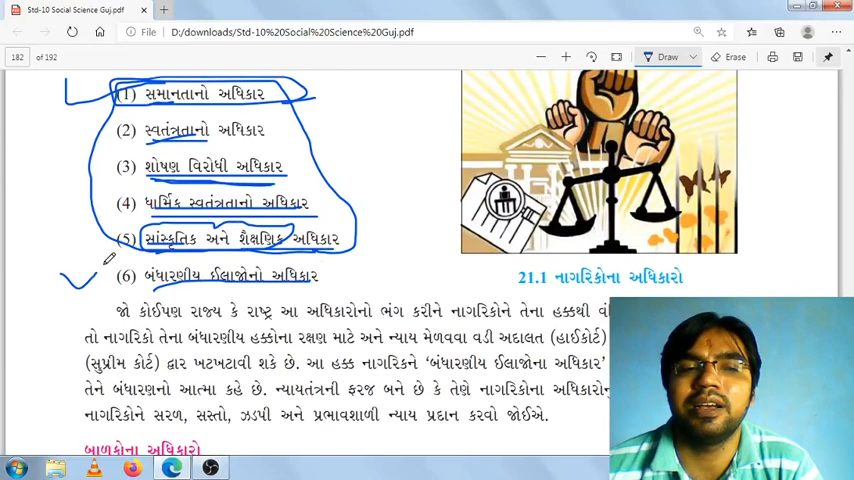 Std-10 Social Science Guj.pdf
File
D:/downloads/Std-10%20Social%20Science%20Guj.pdf
182 of 192
Draw
Erase
(1) સમાનતાનો અધિકાર
(2) સ્વતંત્રતાનો અધિકાર
(3) શોષણ વિરોધી અધિકાર
(4) ધાર્મિક સ્વતંત્રતાનો અધિકાર
(5) સાંસ્કૃતિક અને શૈક્ષણિક અધિકાર
(6) બંધારણીય ઈલાજોનો અધિકાર
21.1 નાગરિકોના અધિકારો
જો કોઈપણ રાજ્ય કે રાષ્ટ્ર આ અધિકારોનો ભંગ કરીને નાગરિકોને તેના હક્કથી
તો નાગરિકો તેના બંધારણીય હક્કોના રક્ષણ માટે અને ન્યાય મેળવવા વડી અદાલત (હાઈકોર્ટ)
(સુપ્રીમ કોર્ટ) દ્વાર ખટખટાવી શકે છે. આ હક્ક નાગરિકને 'બંધારણીય ઈલાજોના અધિકાર'
તેને બંધારણનો આત્મા કહે છે. ન્યાયતંત્રની ફરજ બને છે કે તેણે નાગરિકોના
નાગરિકોને સરળ, સસ્તો, ઝડપી અને પ્રભાવશાળી ન્યાય પ્રદાન કરવો જોઈએ.
બાળકોના અધિકારો